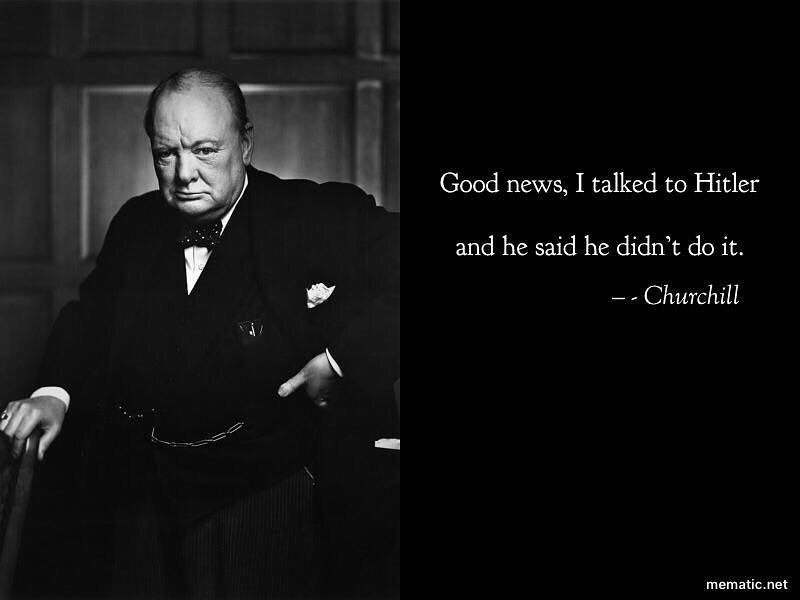 Good news, I talked to Hitler
and he said he didn't do it.
– - Churchill
mematic.net